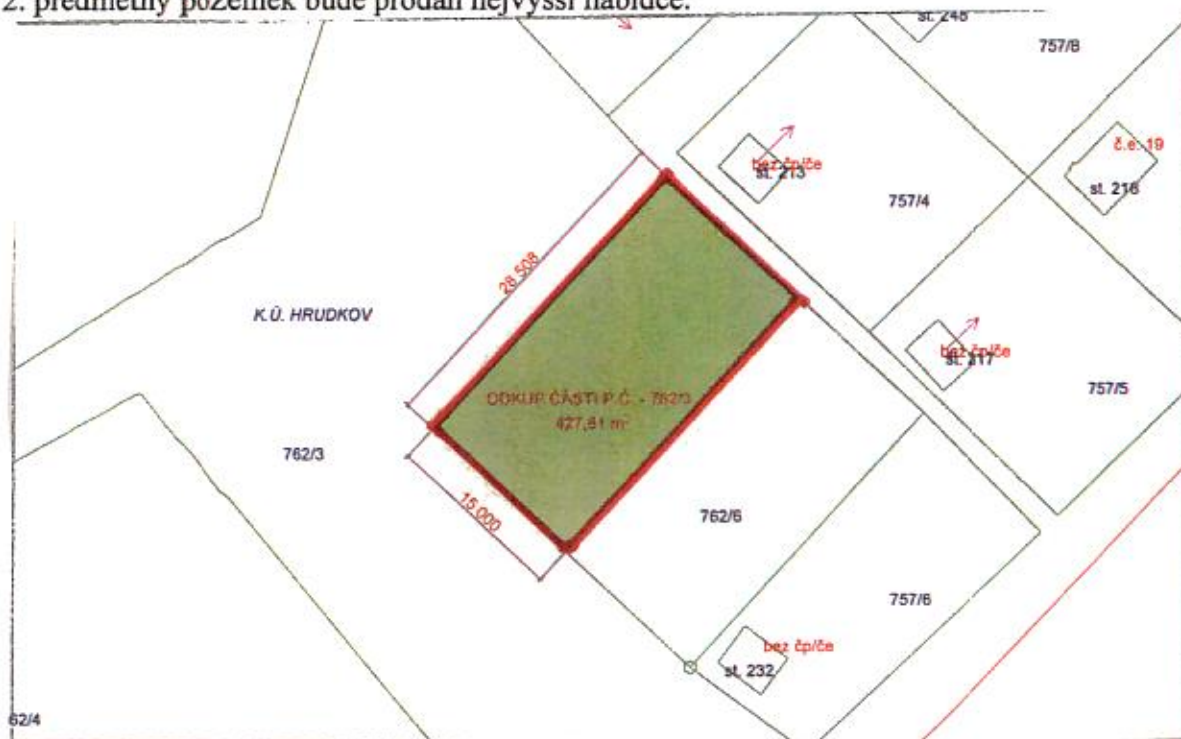 2. předmětný pozemek bude prodán nejvyšší nabídce.
st. 248
757/8
č.e. 19
bez čp/če
st. 213
st. 216
757/4
28,508
K.Ú. HRUDKOV
bez čp/če
st. 217
757/5
ODKUP ČÁSTI P.Č. - 762/3
427,61 m²
762/3
15,000
762/6
757/6
bez čp/če
st. 232
62/4